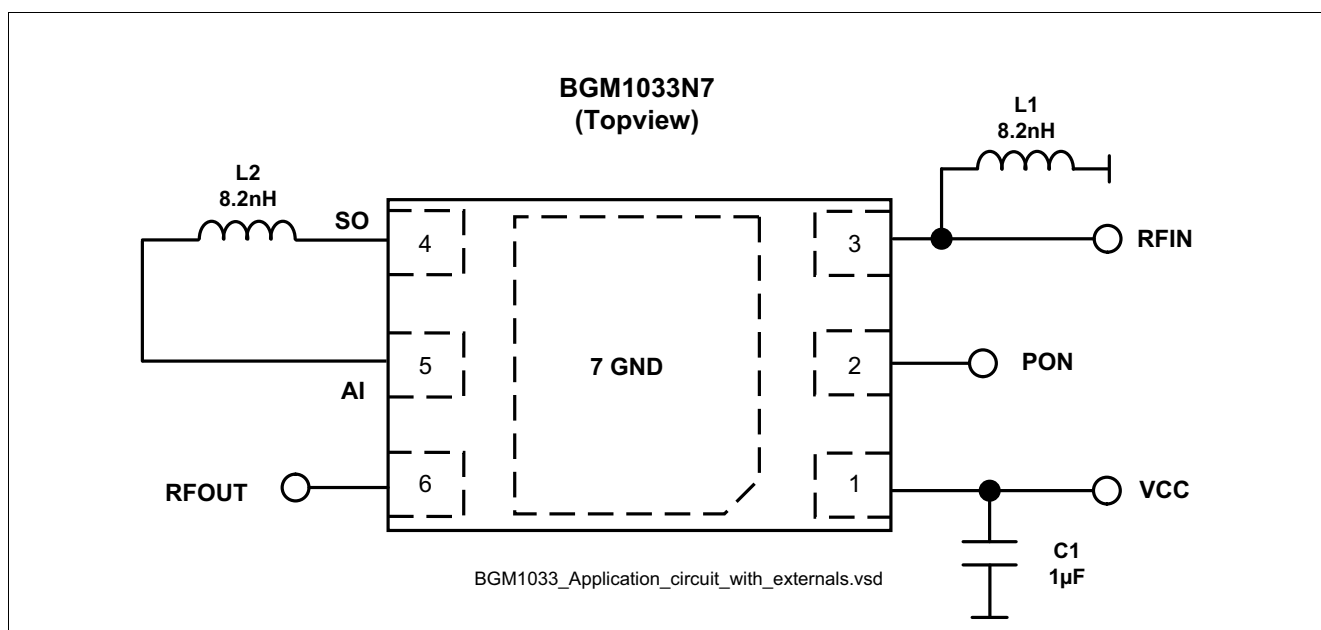 BGM1033N7
(Topview)
L1
8.2nH
L2
8.2nH
SO
4
3
RFIN
7 GND
5
2
PON
AI
RFOUT
6
1
VCC
C1
1µF
BGM1033_Application_circuit_with_externals.vsd